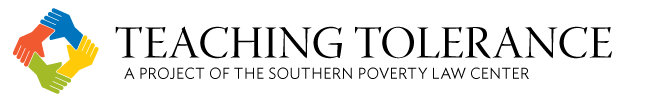 TEACHING TOLERANCE
A PROJECT OF THE SOUTHERN POVERTY LAW CENTER